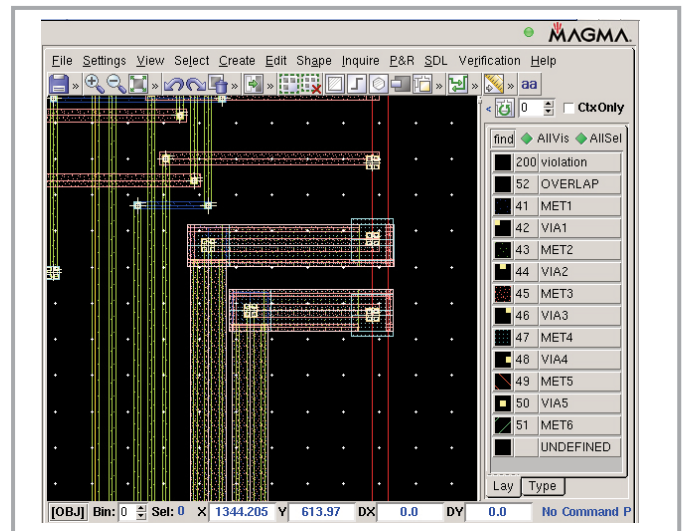 MAGMA.
File Settings View Select Create Edit Shape Inquire P&R SDL Verification Help
» » » » » » » aa
< 0 CtxOnly
find AllVis AllSel
200 violation
52 OVERLAP
41 MET1
42 VIA1
43 MET2
44 VIA2
45 MET3
46 VIA3
47 MET4
48 VIA4
49 MET5
50 VIA5
51 MET6
UNDEFINED
Lay Type
[OBJ] Bin: 0 Sel: 0 X 1344.205 Y 613.97 DX 0.0 DY 0.0 No Command P